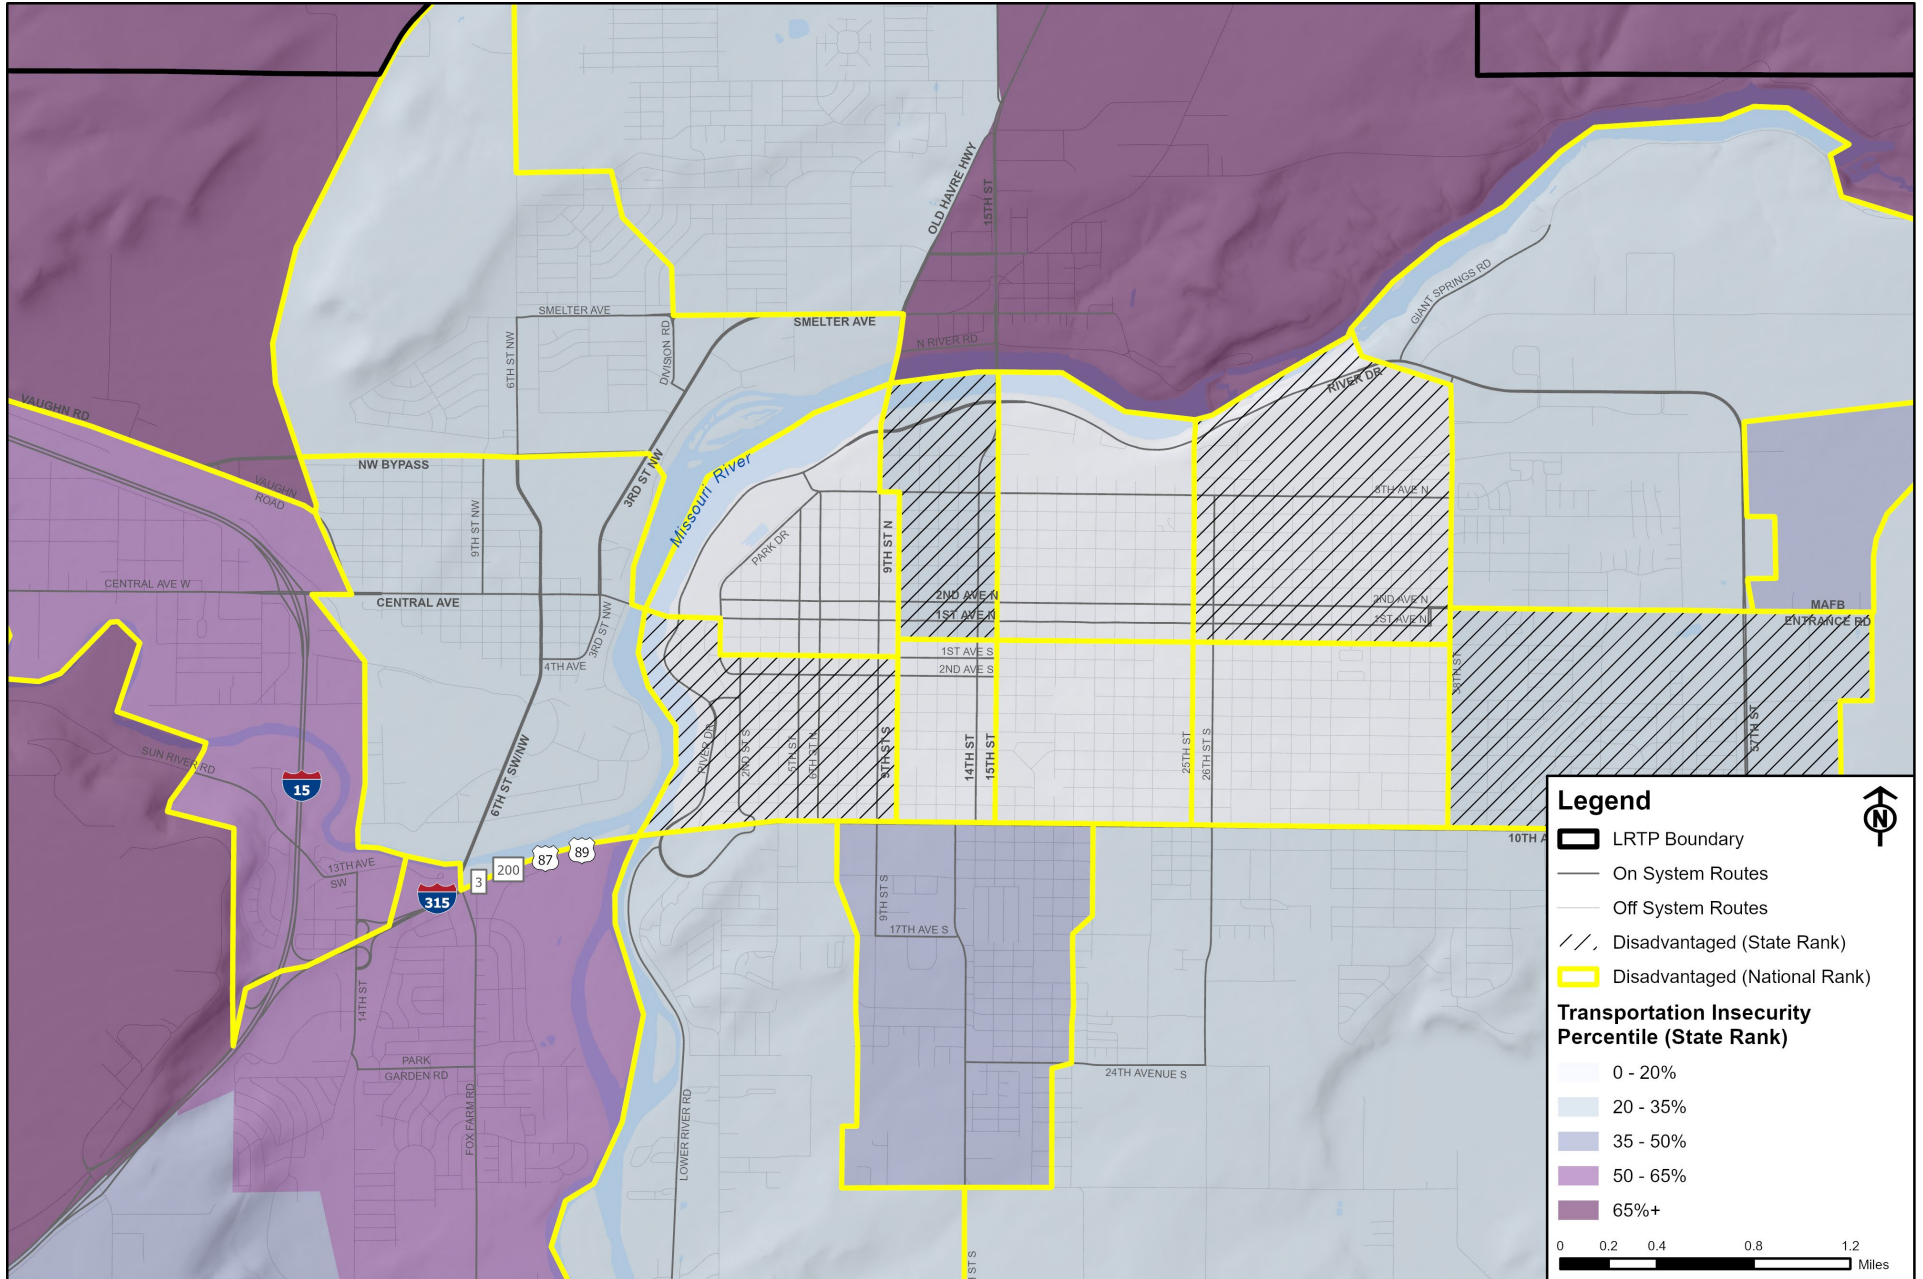 OLD HAVRE HWY
15TH ST
GIANT SPRINGS RD
SMELTER AVE
SMELTER AVE
DIVISION RD
6TH ST NW
N RIVER RD
RIVER DR
VAUGHN RD
NW BYPASS
VAUGHN
ROAD
3RD ST NW
Missouri River
9TH ST NW
8TH AVE N
PARK DR
9TH ST N
CENTRAL AVE W
CENTRAL AVE
2ND AVE N
1ST AVE N
2ND AVE N
1ST AVE N
MAFB
ENTRANCE RD
3RD ST NW
4TH AVE
1ST AVE S
2ND AVE S
38TH ST
SUN RIVER RD
15
6TH ST SW/NW
RIVER DR
2ND ST S
5TH ST
6TH ST N
9TH ST S
14TH ST
15TH ST
25TH ST
26TH ST S
57TH ST
10TH A
13TH AVE
SW
315
3
200
87
89
9TH ST S
17TH AVE S
14TH ST
PARK
GARDEN RD
FOX FARM RD
LOWER RIVER RD
24TH AVENUE S
H ST S
Legend
N
LRTP Boundary
On System Routes
Off System Routes
Disadvantaged (State Rank)
Disadvantaged (National Rank)
Transportation Insecurity
Percentile (State Rank)
0 - 20%
20 - 35%
35 - 50%
50 - 65%
65%+
0 0.2 0.4 0.8 1.2
Miles